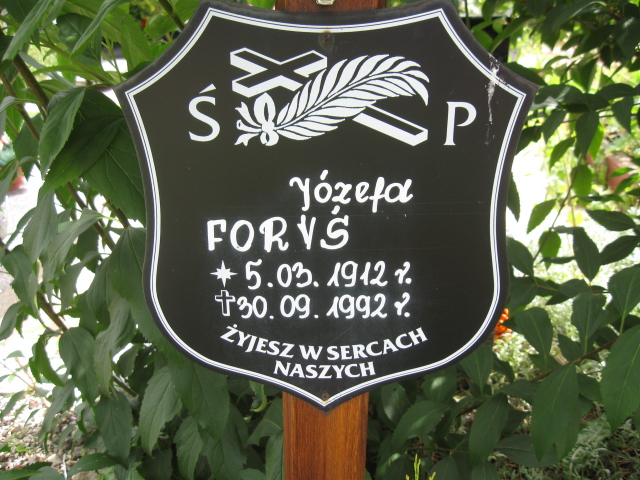 Ś P
Józefa
FORYŚ
* 5.03.1912 r.
† 30.09.1992 r.
ŻYJESZ W SERCACH
NASZYCH